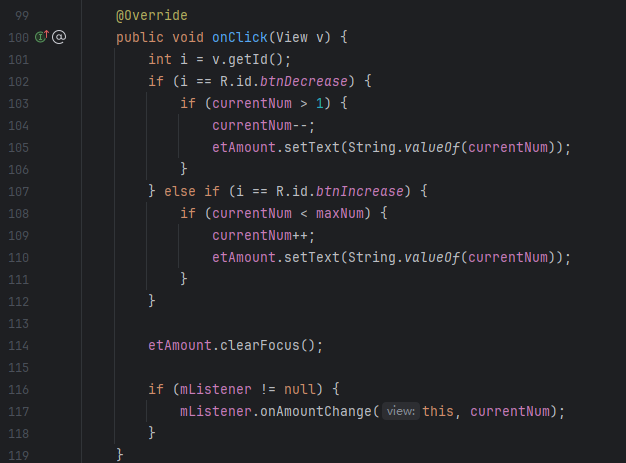 99 @Override
100 public void onClick(View v) {
101 int i = v.getId();
102 if (i == R.id.btnDecrease) {
103 if (currentNum > 1) {
104 currentNum--;
105 etAmount.setText(String.valueOf(currentNum));
106 }
107 } else if (i == R.id.btnIncrease) {
108 if (currentNum < maxNum) {
109 currentNum++;
110 etAmount.setText(String.valueOf(currentNum));
111 }
112 }
113
114 etAmount.clearFocus();
115
116 if (mListener != null) {
117 mListener.onAmountChange( view: this, currentNum);
118 }
119 }